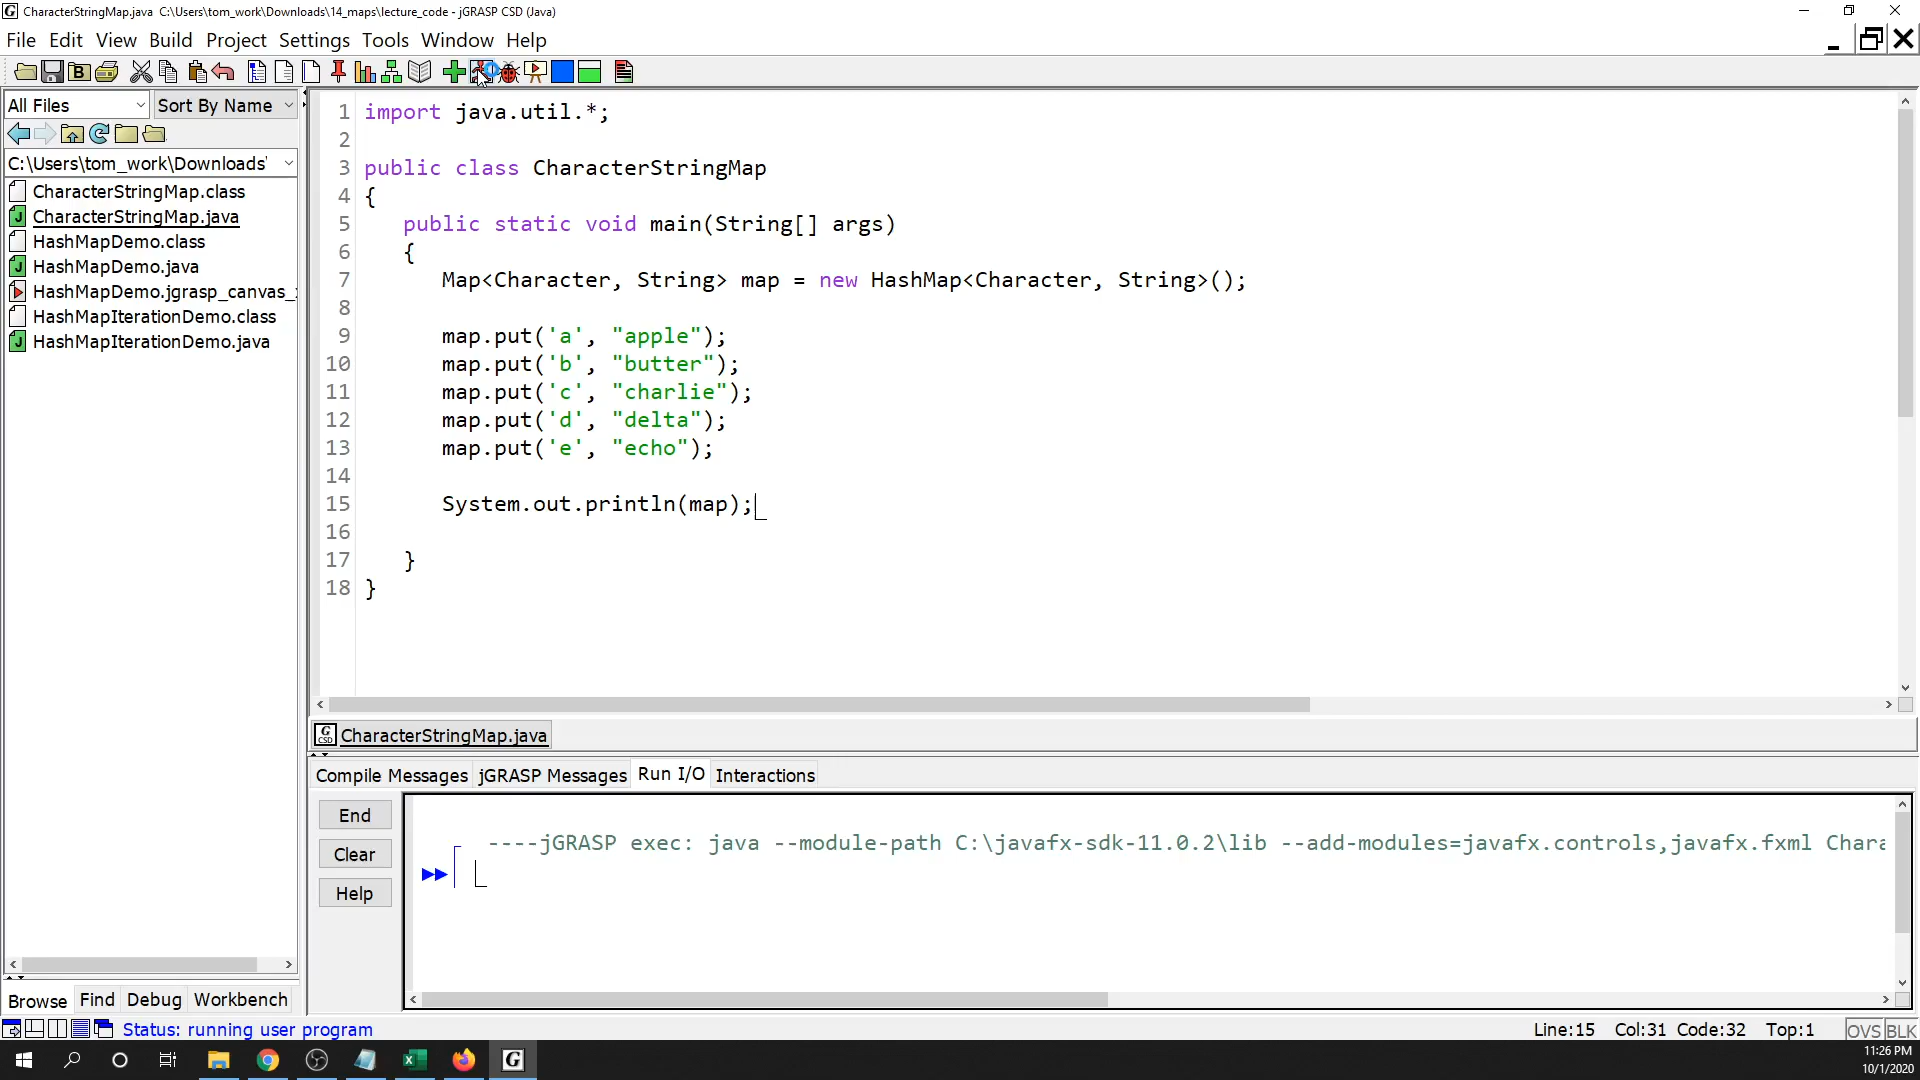 CharacterStringMap.java  C:\Users\tom_work\Downloads\14_maps\lecture_code - jGRASP CSD (Java)
File Edit View Build Project Settings Tools Window Help
B
All Files Sort By Name
C:\Users\tom_work\Downloads'
CharacterStringMap.class
CharacterStringMap.java
HashMapDemo.class
HashMapDemo.java
HashMapDemo.jgrasp_canvas_
HashMapIterationDemo.class
HashMapIterationDemo.java
Browse Find Debug Workbench
1 import java.util.*;
2
3 public class CharacterStringMap
4 {
5    public static void main(String[] args)
6    {
7       Map<Character, String> map = new HashMap<Character, String>();
8
9       map.put('a', "apple");
10       map.put('b', "butter");
11       map.put('c', "charlie");
12       map.put('d', "delta");
13       map.put('e', "echo");
14
15       System.out.println(map);
16
17    }
18 }
CharacterStringMap.java
Compile Messages jGRASP Messages Run I/O Interactions
End
Clear
Help
----jGRASP exec: java --module-path C:\javafx-sdk-11.0.2\lib --add-modules=javafx.controls,javafx.fxml Chara
Status: running user program
Line:15 Col:31 Code:32 Top:1 OVS BLK
11:26 PM
10/1/2020